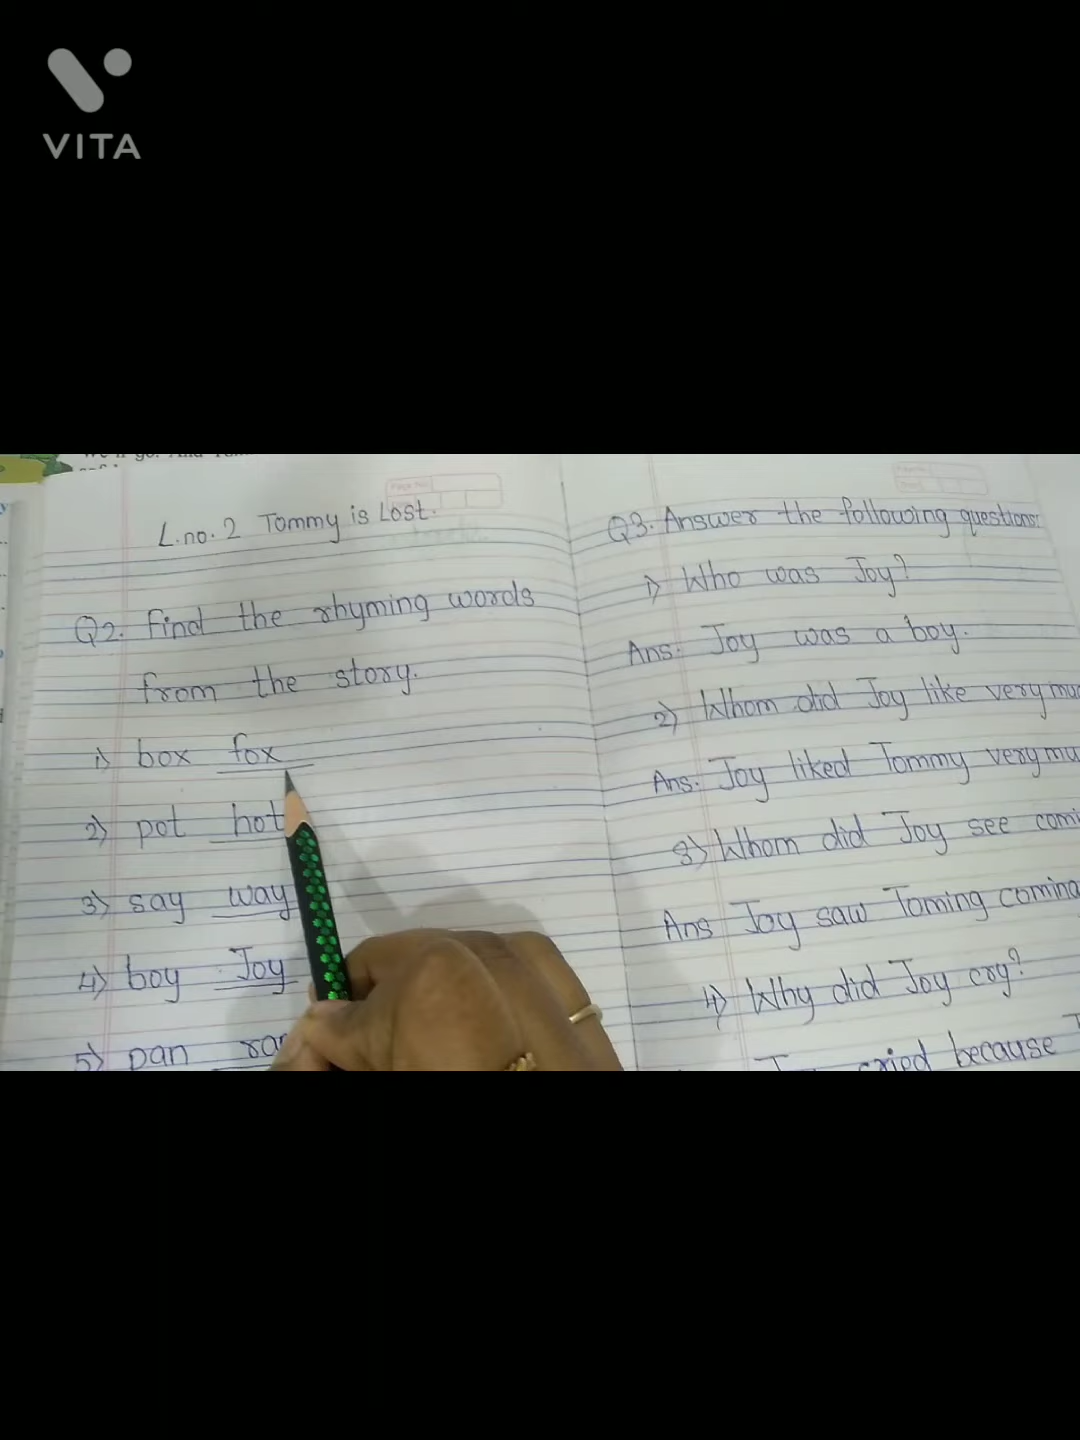 VITA
L.no. 2 Tommy is Lost.
Q2. Find the rhyming words
from the story.
1) box fox
2) pot hot
3) say way
4) boy Joy
5) pan ran
Q3. Answer the following questions:
1) Who was Joy?
Ans. Joy was a boy.
2) Whom did Joy like very
Ans. Joy liked Tommy very
3) Whom did Joy see
Ans Joy saw Toming
4) Why did Joy cry?
cried because